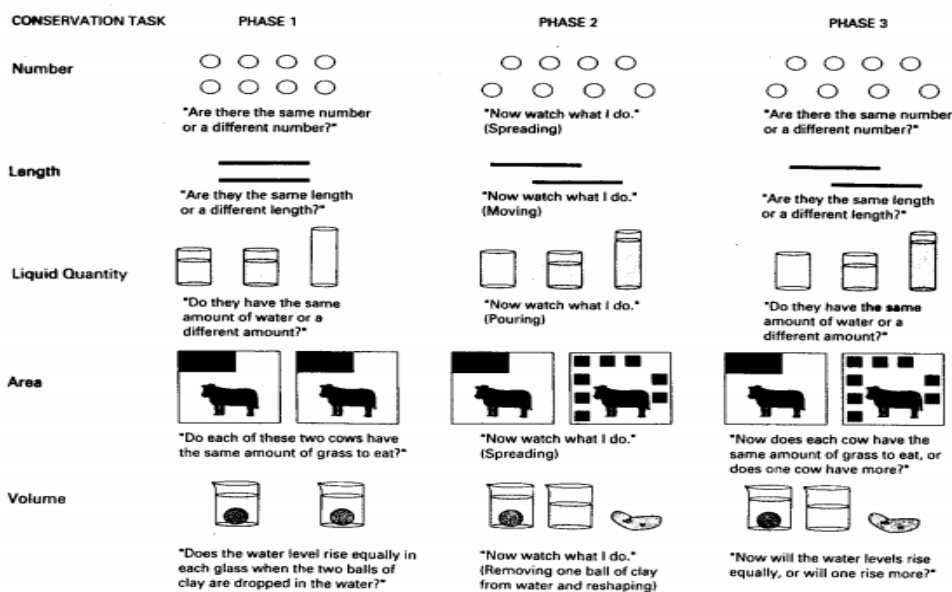 CONSERVATION TASK PHASE 1 PHASE 2 PHASE 3
Number
"Are there the same number
or a different number?"
"Now watch what I do."
(Spreading)
"Are there the same number
or a different number?"
Length
"Are they the same length
or a different length?"
"Now watch what I do."
(Moving)
"Are they the same length
or a different length?"
Liquid Quantity
"Do they have the same
amount of water or a
different amount?"
"Now watch what I do."
(Pouring)
"Do they have the same
amount of water or a
different amount?"
Area
"Do each of these two cows have
the same amount of grass to eat?"
"Now watch what I do."
(Spreading)
"Now does each cow have the
same amount of grass to eat, or
does one cow have more?"
Volume
"Does the water level rise equally in
each glass when the two balls of
clay are dropped in the water?"
"Now watch what I do."
(Removing one ball of clay
from water and reshaping)
"Now will the water levels rise
equally, or will one rise more?"